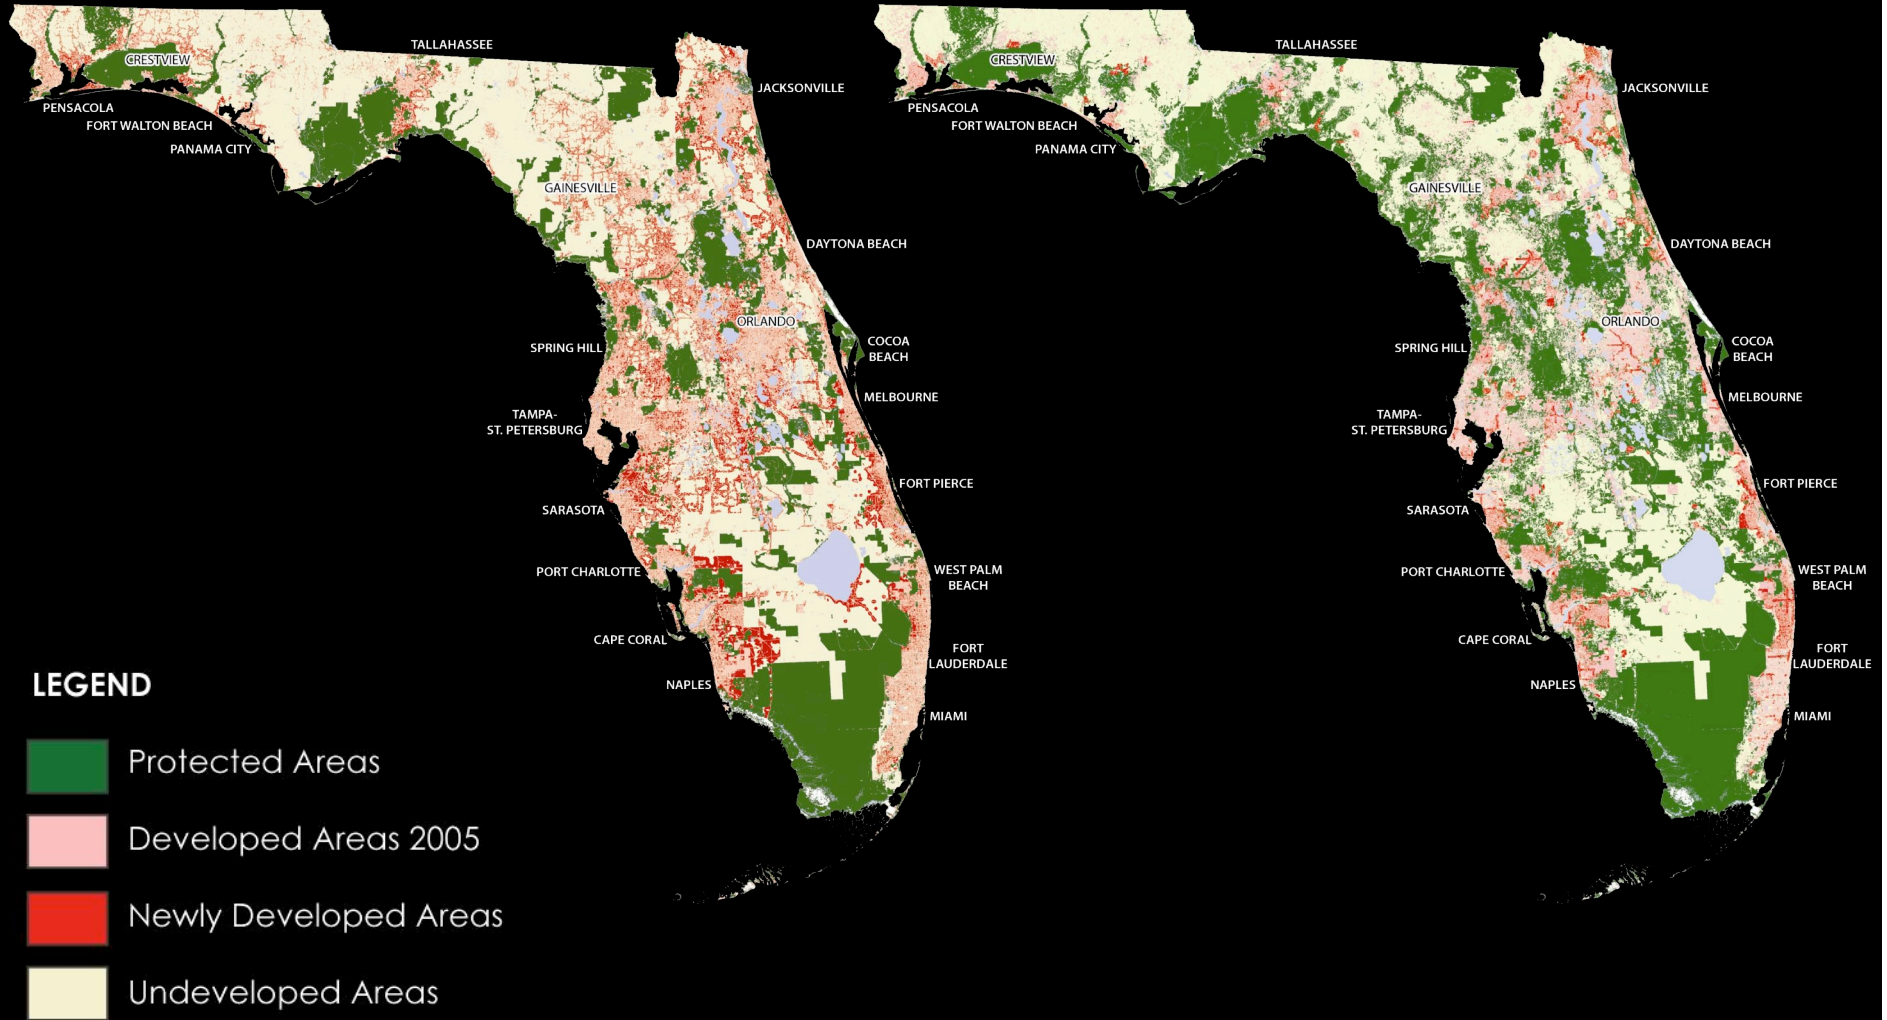 TALLAHASSEE
CRESTVIEW
JACKSONVILLE
PENSACOLA
FORT WALTON BEACH
PANAMA CITY
GAINESVILLE
DAYTONA BEACH
ORLANDO
SPRING HILL
COCOA
BEACH
MELBOURNE
TAMPA-
ST. PETERSBURG
FORT PIERCE
SARASOTA
PORT CHARLOTTE
WEST PALM
BEACH
CAPE CORAL
FORT
LAUDERDALE
NAPLES
MIAMI
TALLAHASSEE
CRESTVIEW
JACKSONVILLE
PENSACOLA
FORT WALTON BEACH
PANAMA CITY
GAINESVILLE
DAYTONA BEACH
ORLANDO
SPRING HILL
COCOA
BEACH
MELBOURNE
TAMPA-
ST. PETERSBURG
FORT PIERCE
SARASOTA
PORT CHARLOTTE
WEST PALM
BEACH
CAPE CORAL
FORT
LAUDERDALE
NAPLES
MIAMI
LEGEND
Protected Areas
Developed Areas 2005
Newly Developed Areas
Undeveloped Areas